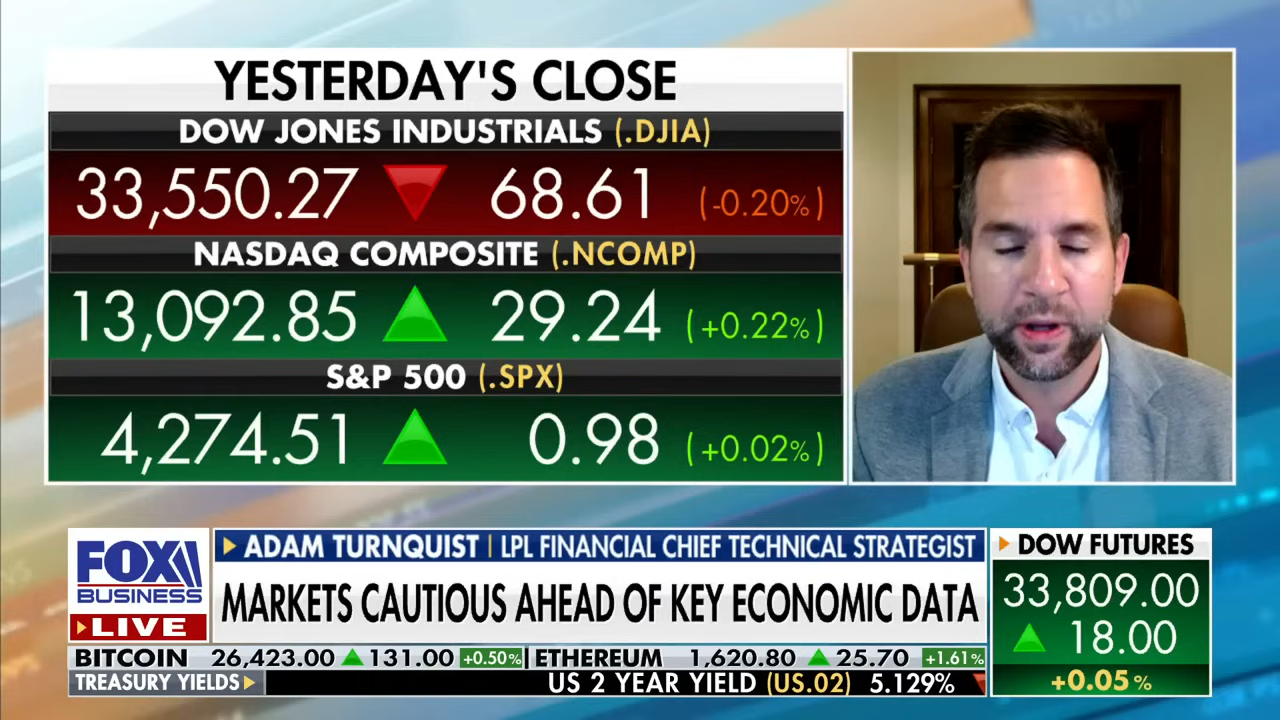 YESTERDAY'S CLOSE
DOW JONES INDUSTRIALS (.DJIA)
33,550.27 68.61 (-0.20%)
NASDAQ COMPOSITE (.NCOMP)
13,092.85 29.24 (+0.22%)
S&P 500 (.SPX)
4,274.51 0.98 (+0.02%)
FOX
BUSINESS
LIVE
ADAM TURNQUIST | LPL FINANCIAL CHIEF TECHNICAL STRATEGIST
MARKETS CAUTIOUS AHEAD OF KEY ECONOMIC DATA
DOW FUTURES
33,809.00
18.00
+0.05%
BITCOIN 26,423.00 131.00 +0.50% ETHEREUM 1,620.80 25.70 +1.61%
TREASURY YIELDS US 2 YEAR YIELD (US.02) 5.129%